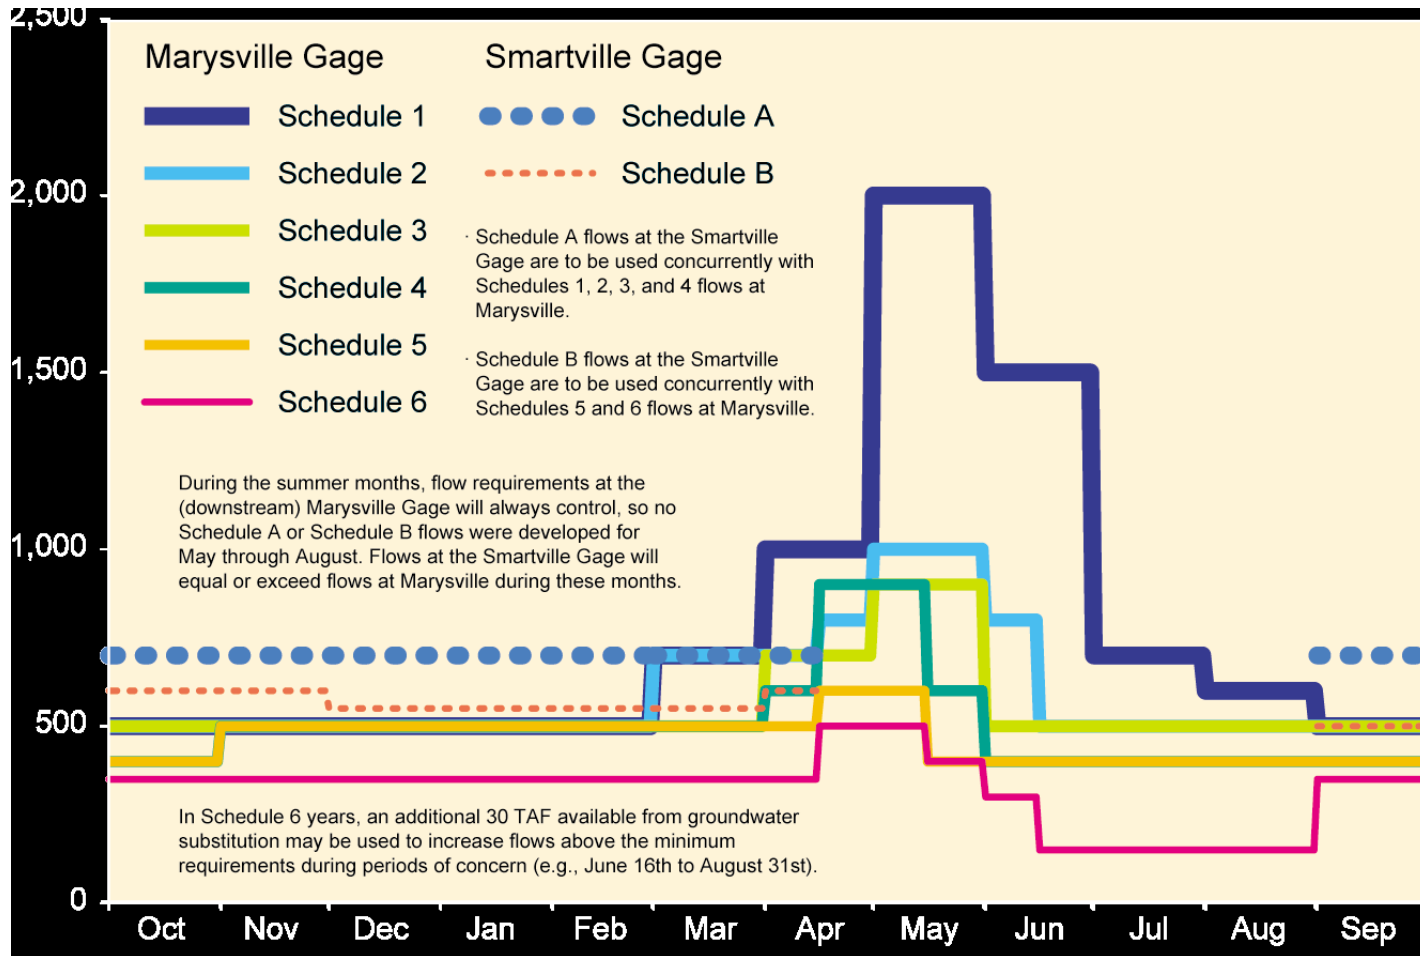 2,500
2,000
1,500
1,000
500
0
Marysville Gage
Schedule 1
Schedule 2
Schedule 3
Schedule 4
Schedule 5
Schedule 6
Smartville Gage
Schedule A
Schedule B
· Schedule A flows at the Smartville
Gage are to be used concurrently with
Schedules 1, 2, 3, and 4 flows at
Marysville.
· Schedule B flows at the Smartville
Gage are to be used concurrently with
Schedules 5 and 6 flows at Marysville.
During the summer months, flow requirements at the
(downstream) Marysville Gage will always control, so no
Schedule A or Schedule B flows were developed for
May through August. Flows at the Smartville Gage will
equal or exceed flows at Marysville during these months.
In Schedule 6 years, an additional 30 TAF available from groundwater
substitution may be used to increase flows above the minimum
requirements during periods of concern (e.g., June 16th to August 31st).
Oct Nov Dec Jan Feb Mar Apr May Jun Jul Aug Sep